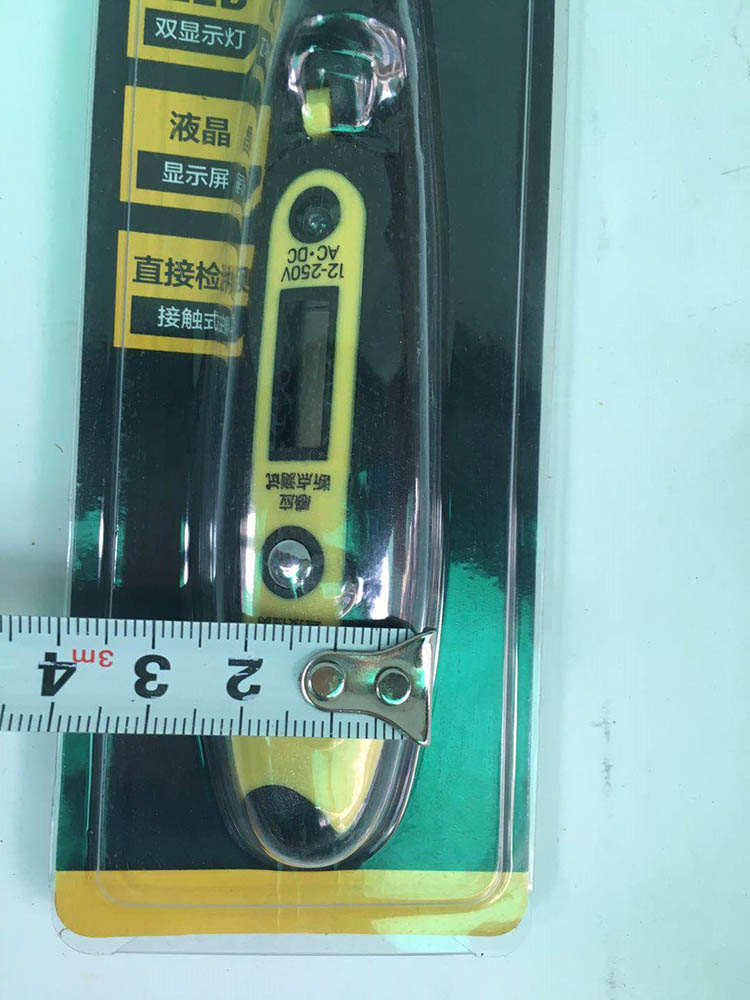 双显示灯
液晶
显示屏
直接检
接触式
12-250V
AC·DC
感应
断点测试
4 3m 3 2